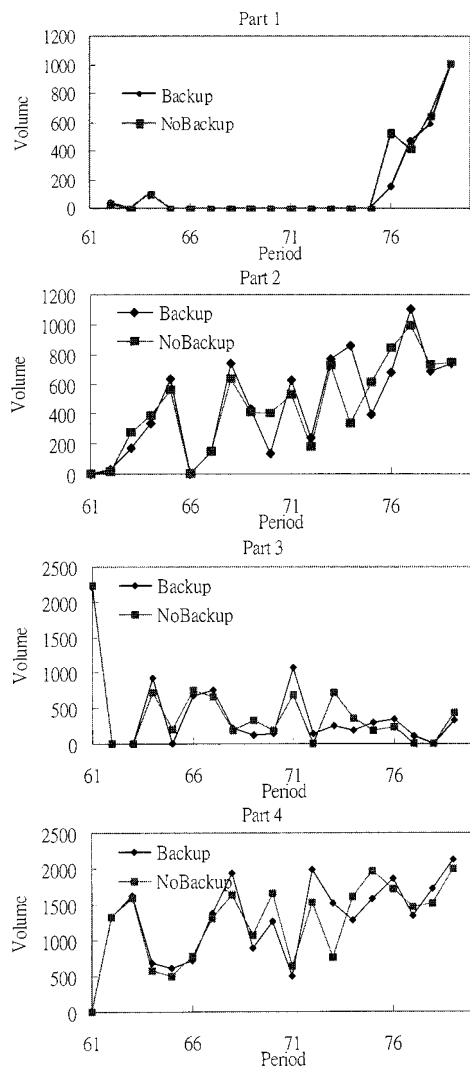 Part 1
1200
1000
800
600
400
200
0
Volume
Backup
NoBackup
61 66 71 76
Period
Part 2
1200
1000
800
600
400
200
0
Volume
Backup
NoBackup
61 66 71 76
Period
Part 3
2500
2000
1500
1000
500
0
Volume
Backup
NoBackup
61 66 71 76
Period
Part 4
2500
2000
1500
1000
500
0
Volume
Backup
NoBackup
61 66 71 76
Period